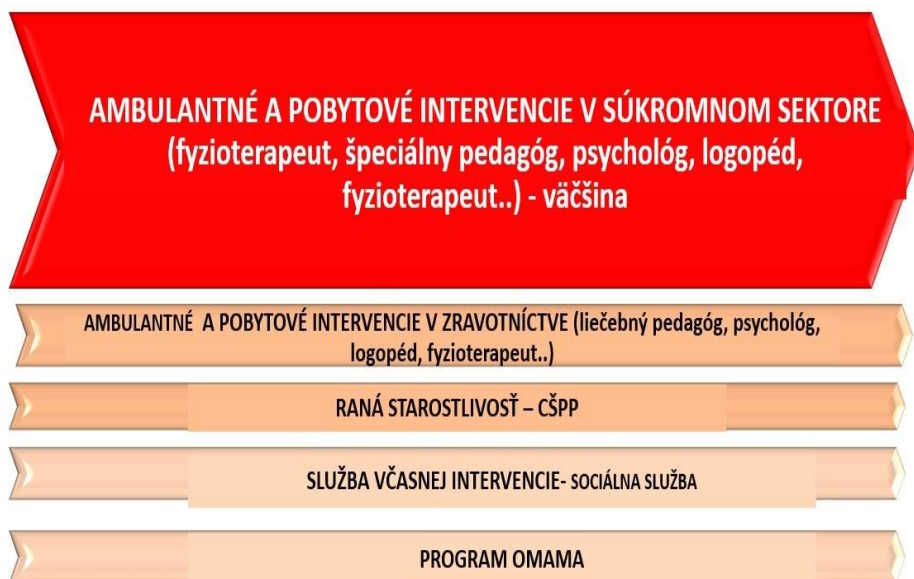 AMBULANTNÉ A POBYTOVÉ INTERVENCIE V SÚKROMNOM SEKTORE
(fyzioterapeut, špeciálny pedagóg, psychológ, logopéd,
fyzioterapeut..) - väčšina
AMBULANTNÉ A POBYTOVÉ INTERVENCIE V ZRAVOTNÍCTVE (liečebný pedagóg, psychológ,
logopéd, fyzioterapeut..)
RANÁ STAROSTLIVOSŤ – CŠPP
SLUŽBA VČASNEJ INTERVENCIE- SOCIÁLNA SLUŽBA
PROGRAM OMAMA